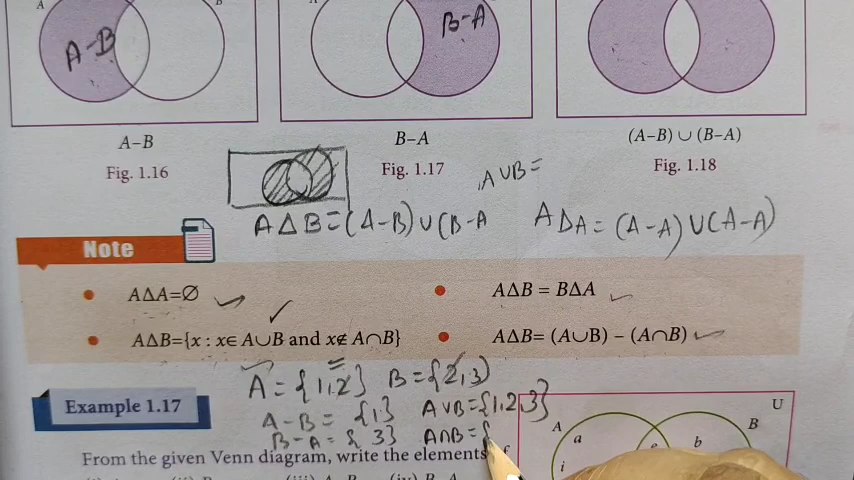 A
B
A–B
B–A
A–B
B–A
(A–B) ∪ (B–A)
Fig. 1.16
Fig. 1.17
Fig. 1.18
A∪B=
AΔB=(A–B)∪(B–A
AΔA=(A–A)∪(A–A)
Note
AΔA=∅
AΔB = BΔA
AΔB={x : x∈ A∪B and x∉ A∩B}
AΔB= (A∪B) – (A∩B)
A={1,2} B={2,3}
Example 1.17
A–B = {1} A∪B={1,2,3}
B–A = {3} A∩B={
From the given Venn diagram, write the elements
U
A
B
a
e
b
i